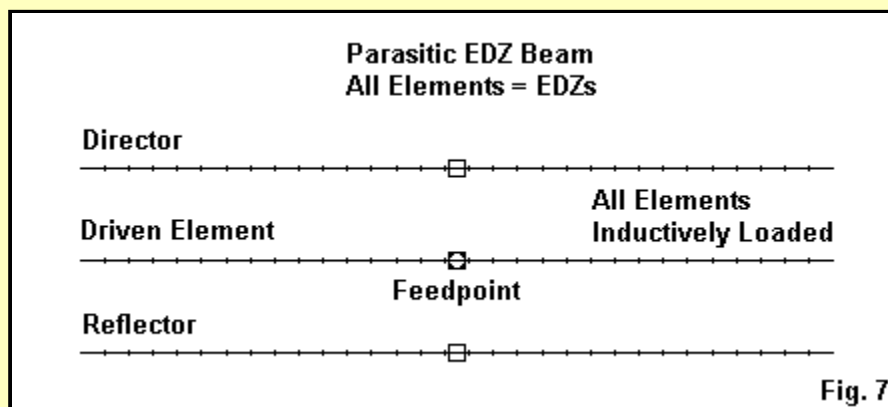 Parasitic EDZ Beam
All Elements = EDZs
Director
All Elements
Inductively Loaded
Driven Element
Feedpoint
Reflector
Fig. 7